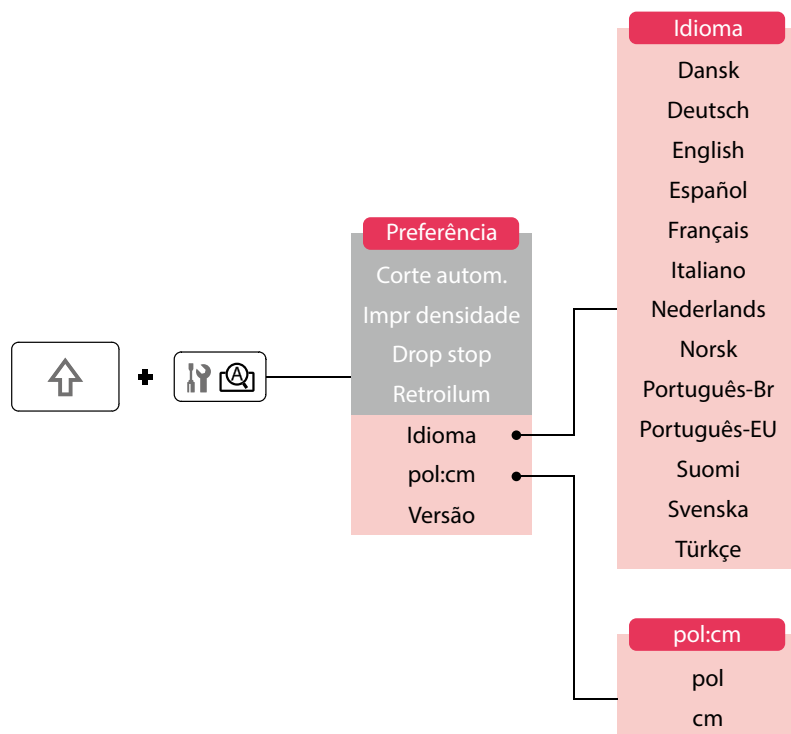 Preferência
Corte autom.
Impr densidade
Drop stop
Retroilum
Idioma
pol:cm
Versão
Idioma
Dansk
Deutsch
English
Español
Français
Italiano
Nederlands
Norsk
Português-Br
Português-EU
Suomi
Svenska
Türkçe
pol:cm
pol
cm
A